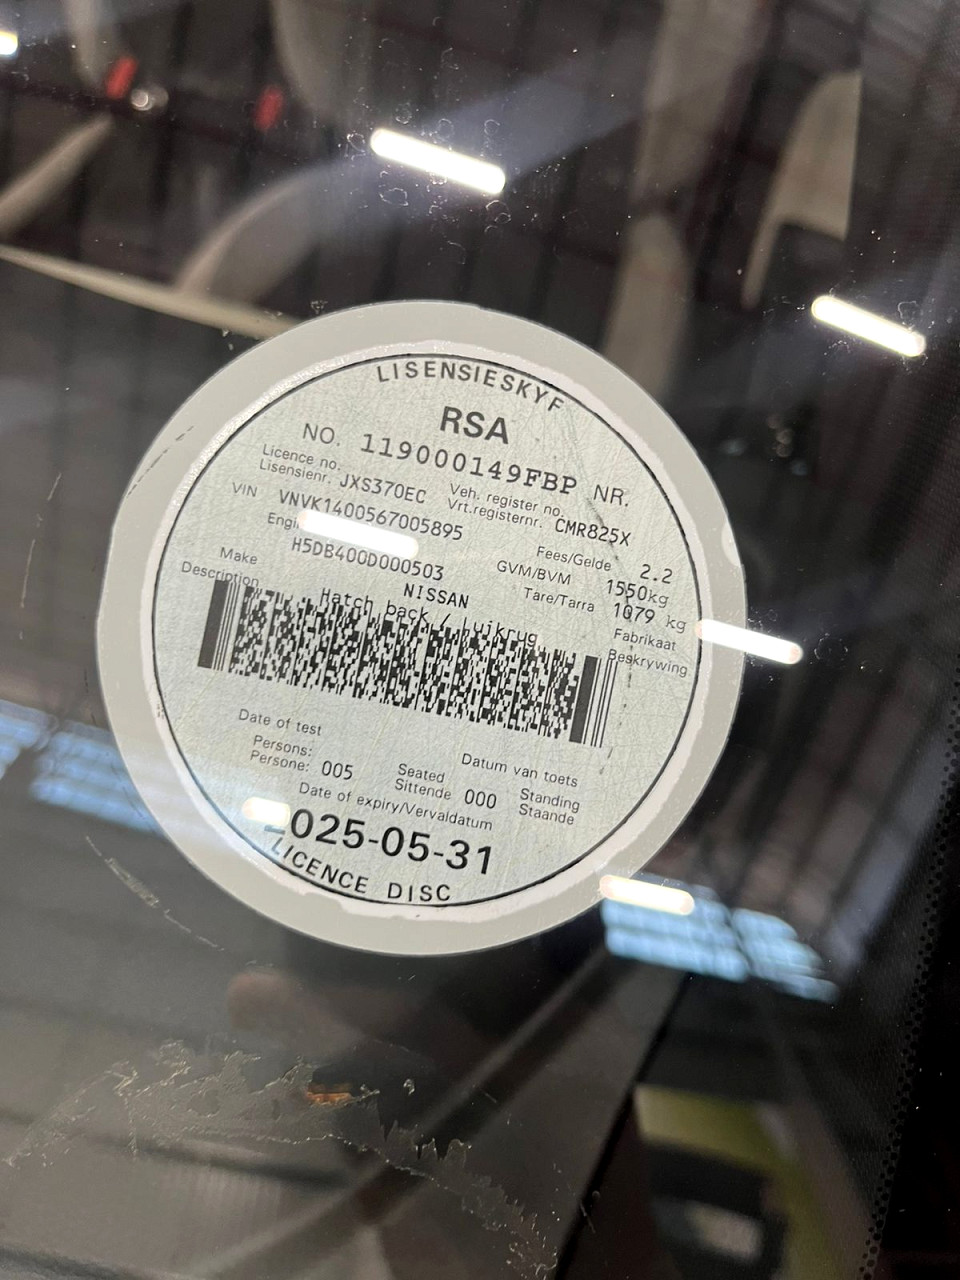 LISENSIESKYF
RSA
NO. 119000149FBP NR.
Licence no. Veh. register no.
Lisensienr. JXS370EC Vrt.registernr. CMR825X
VIN VNVK1400567005895
Fees/Gelde 2.2
H5DB400D000503 GVM/BVM 1550kg
Make NISSAN Tare/Tarra 1079 kg
Fabrikaat
Description Hatch back / Luikrug Beskrywing
Date of test Datum van toets
Persons: Seated Standing
Persone: 005 Sittende 000 Staande
Date of expiry/Vervaldatum
2025-05-31
LICENCE DISC